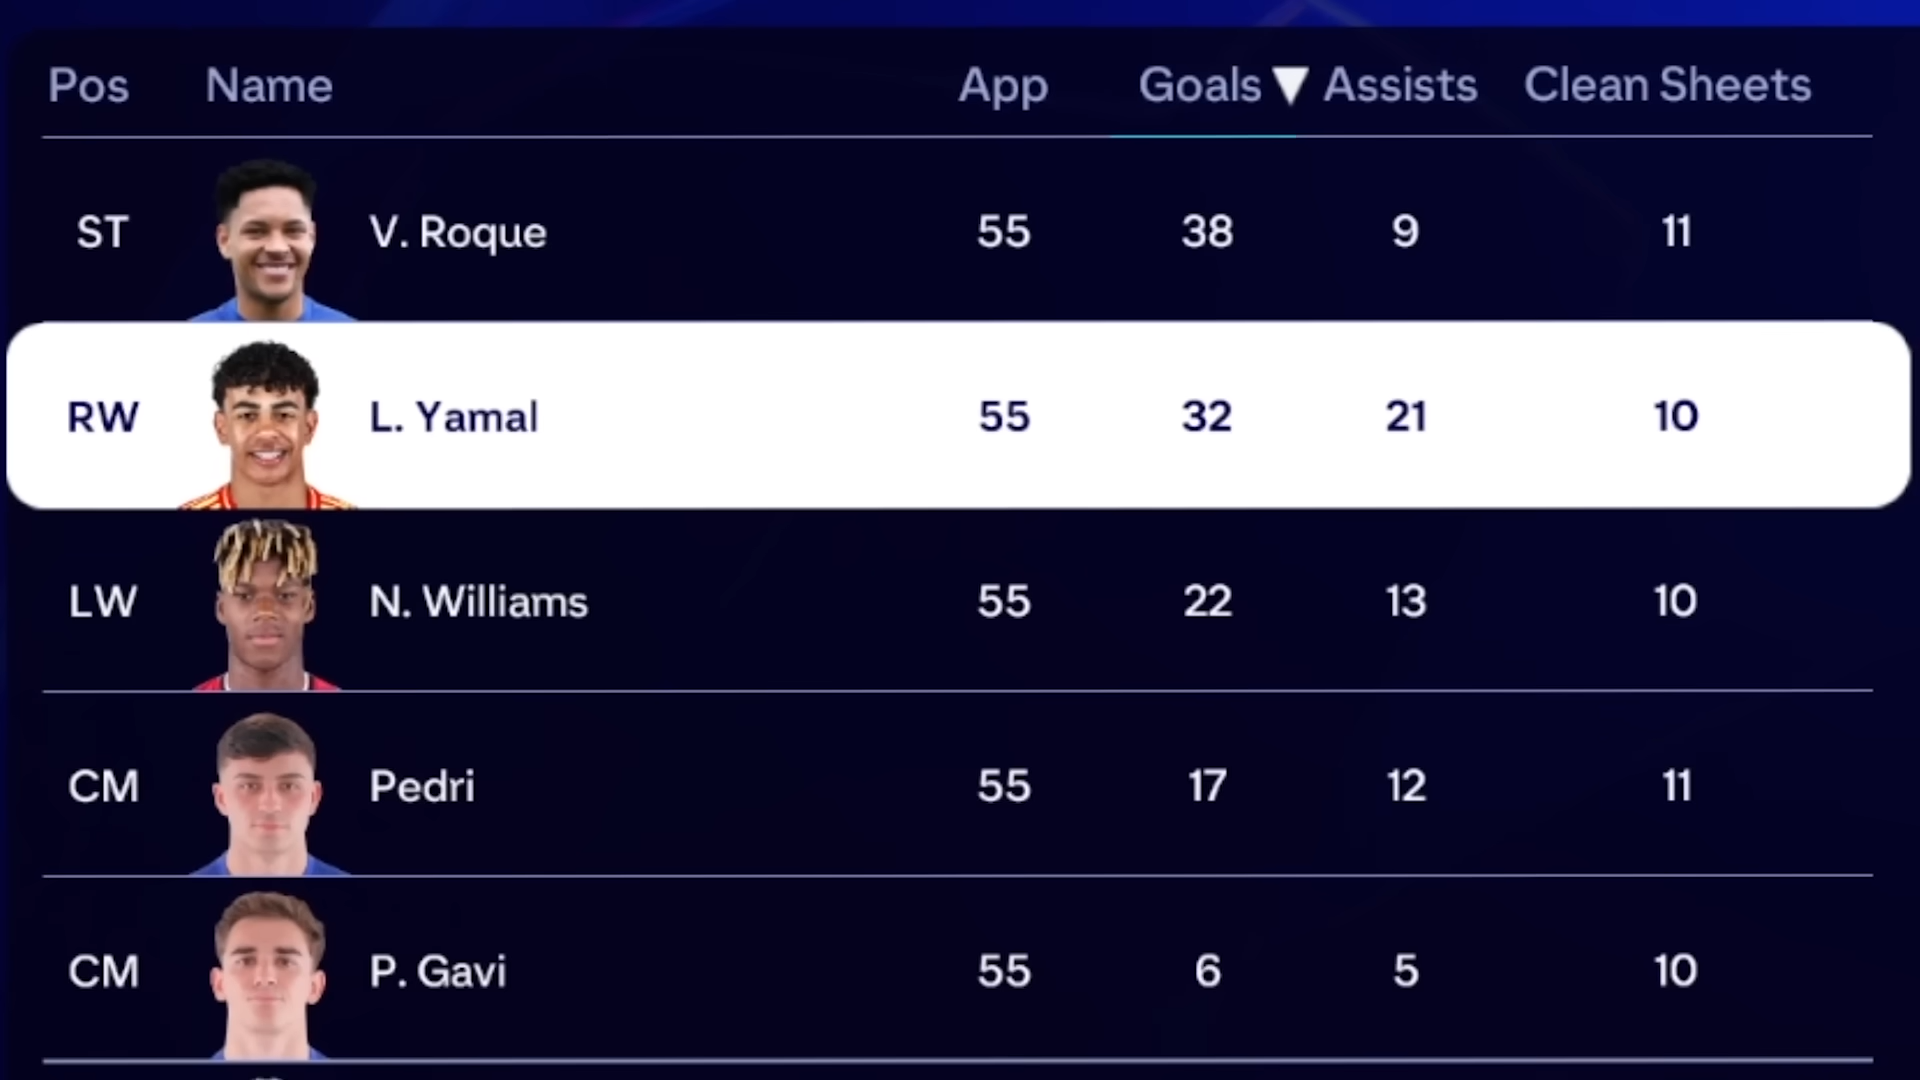 Pos Name App Goals ▼ Assists Clean Sheets
ST V. Roque 55 38 9 11
RW L. Yamal 55 32 21 10
LW N. Williams 55 22 13 10
CM Pedri 55 17 12 11
CM P. Gavi 55 6 5 10